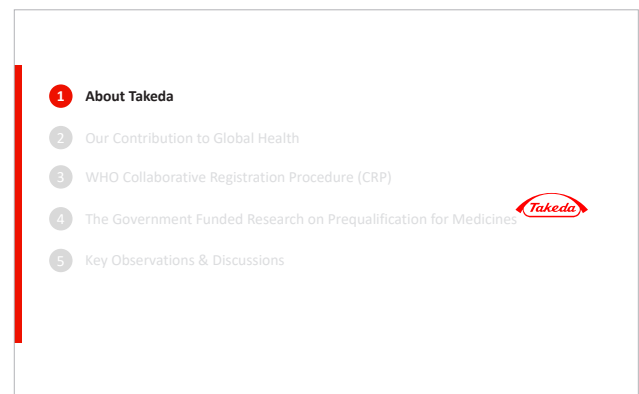 1 About Takeda
2 Our Contribution to Global Health
3 WHO Collaborative Registration Procedure (CRP)
4 The Government Funded Research on Prequalification for Medicines
Takeda
5 Key Observations & Discussions